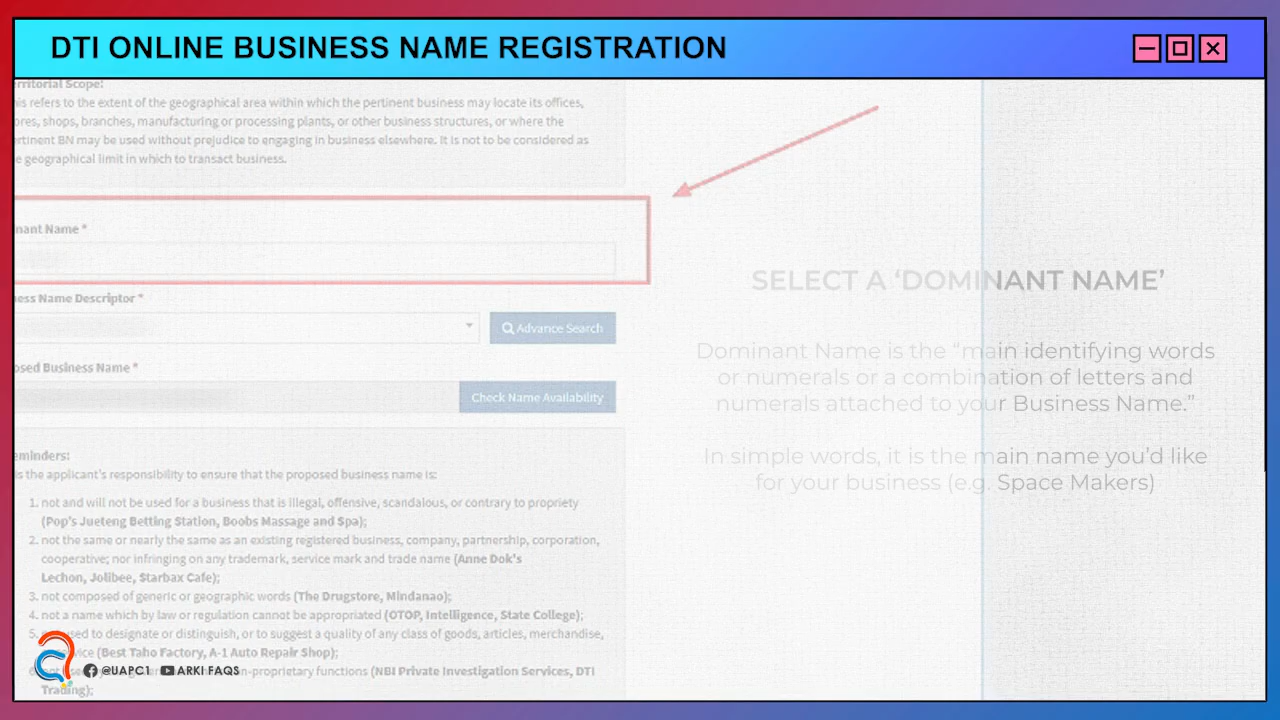 DTI ONLINE BUSINESS NAME REGISTRATION
erritorial Scope:
is refers to the extent of the geographical area within which the pertinent business may locate its offices,
ores, shops, branches, manufacturing or processing plants, or other business structures, or where the
ertinent BN may be used without prejudice to engaging in business elsewhere. It is not to be considered as
e geographical limit in which to transact business.
nant Name *
ness Name Descriptor *
Advance Search
osed Business Name *
Check Name Availability
eminders:
is the applicant's responsibility to ensure that the proposed business name is:
1. not and will not be used for a business that is illegal, offensive, scandalous, or contrary to propriety
(Pop's Jueteng Betting Station, Boobs Massage and Spa);
2. not the same or nearly the same as an existing registered business, company, partnership, corporation,
cooperative; nor infringing on any trademark, service mark and trade name (Anne Dok's
Lechon, Jolibee, Starbax Cafe);
3. not composed of generic or geographic words (The Drugstore, Mindanao);
4. not a name which by law or regulation cannot be appropriated (OTOP, Intelligence, State College);
5. used to designate or distinguish, or to suggest a quality of any class of goods, articles, merchandise,
vice (Best Taho Factory, A-1 Auto Repair Shop);
n-proprietary functions (NBI Private Investigation Services, DTI
Trading);
SELECT A ‘DOMINANT NAME’
Dominant Name is the “main identifying words
or numerals or a combination of letters and
numerals attached to your Business Name.”
In simple words, it is the main name you’d like
for your business (e.g. Space Makers)
@UAPC1 ARKI FAQS